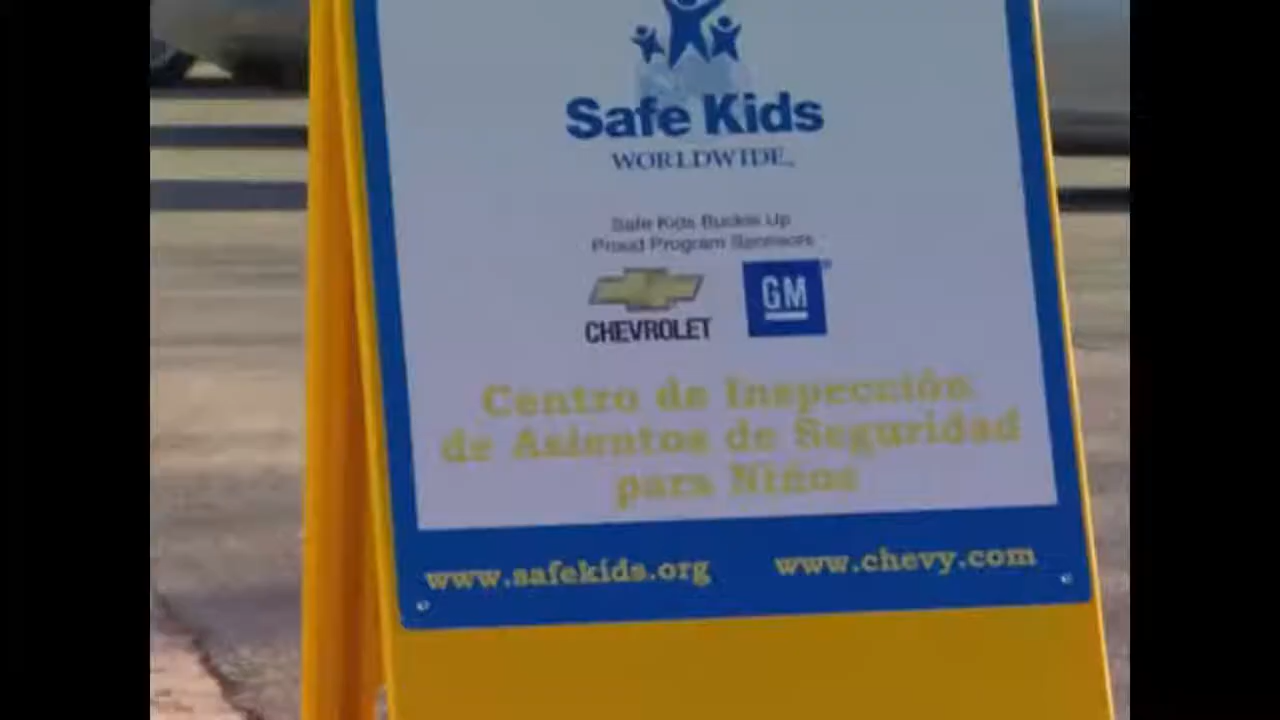 Safe Kids
WORLDWIDE™
Safe Kids Buckle Up
Proud Program Sponsors
CHEVROLET
GM®
Centro de Inspección
de Asientos de Seguridad
para Niños
www.safekids.org
www.chevy.com